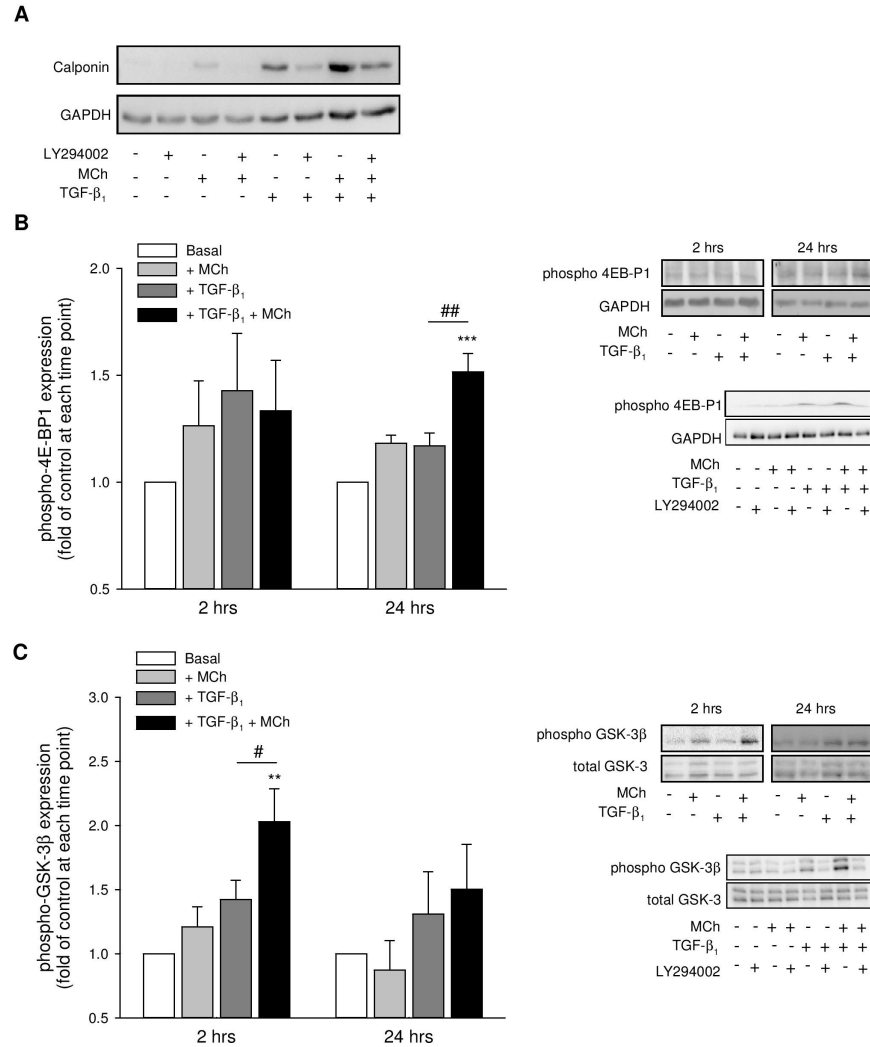 A
Calponin
GAPDH
LY294002 - + - + - + - +
MCh - - + + - - + +
TGF-β₁ - - - - + + + +
B
Basal
+ MCh
+ TGF-β₁
+ TGF-β₁ + MCh
phospho-4E-BP1 expression
(fold of control at each time point)
2.0
1.5
1.0
0.5
##
***
2 hrs 24 hrs
2 hrs 24 hrs
phospho 4EB-P1
GAPDH
MCh - + - + - + - +
TGF-β₁ - - + + - - + +
phospho 4EB-P1
GAPDH
MCh - - + + - - + +
TGF-β₁ - - - - + + + +
LY294002 - + - + - + - +
C
Basal
+ MCh
+ TGF-β₁
+ TGF-β₁ + MCh
phospho-GSK-3β expression
(fold of control at each time point)
3.0
2.5
2.0
1.5
1.0
0.5
#
**
2 hrs 24 hrs
2 hrs 24 hrs
phospho GSK-3β
total GSK-3
MCh - + - + - + - +
TGF-β₁ - - + + - - + +
phospho GSK-3β
total GSK-3
MCh - - + + - - + +
TGF-β₁ - - - - + + + +
LY294002 - + - + - + - +